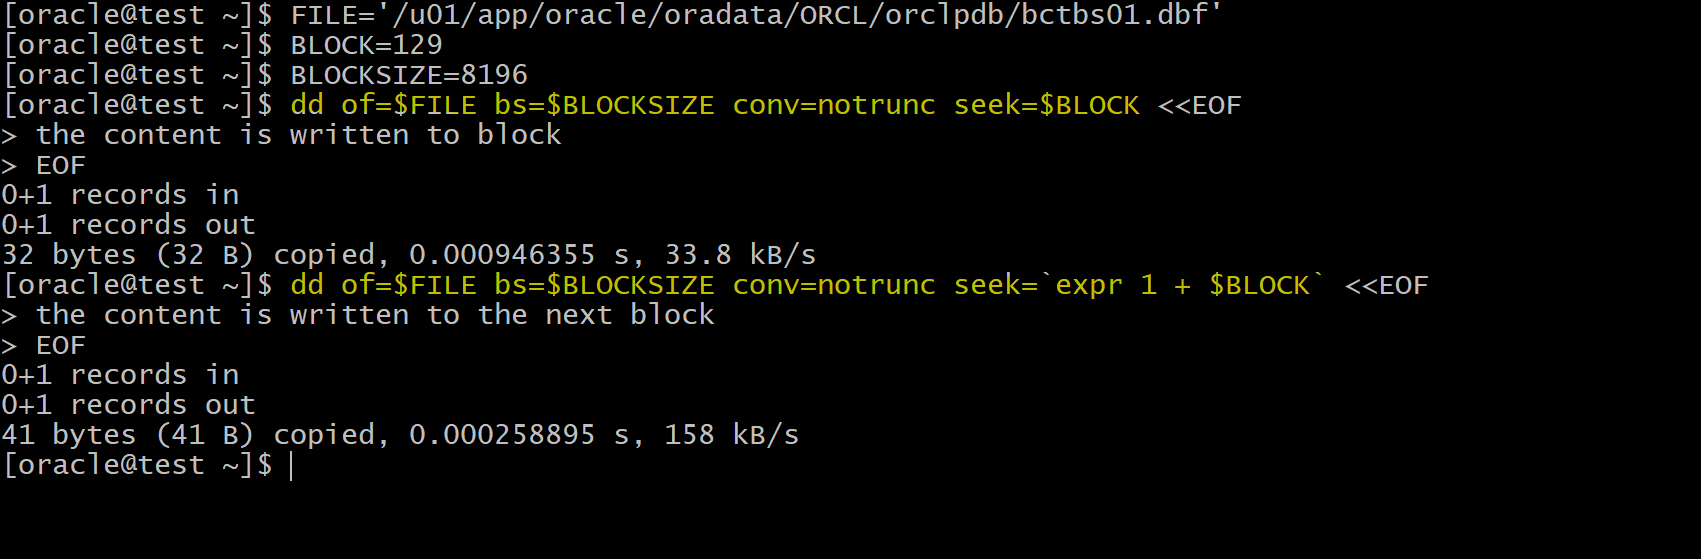 [oracle@test ~]$ FILE='/u01/app/oracle/oradata/ORCL/orclpdb/bctbs01.dbf'
[oracle@test ~]$ BLOCK=129
[oracle@test ~]$ BLOCKSIZE=8196
[oracle@test ~]$ dd of=$FILE bs=$BLOCKSIZE conv=notrunc seek=$BLOCK <<EOF
> the content is written to block
> EOF
0+1 records in
0+1 records out
32 bytes (32 B) copied, 0.000946355 s, 33.8 kB/s
[oracle@test ~]$ dd of=$FILE bs=$BLOCKSIZE conv=notrunc seek=`expr 1 + $BLOCK` <<EOF
> the content is written to the next block
> EOF
0+1 records in
0+1 records out
41 bytes (41 B) copied, 0.000258895 s, 158 kB/s
[oracle@test ~]$